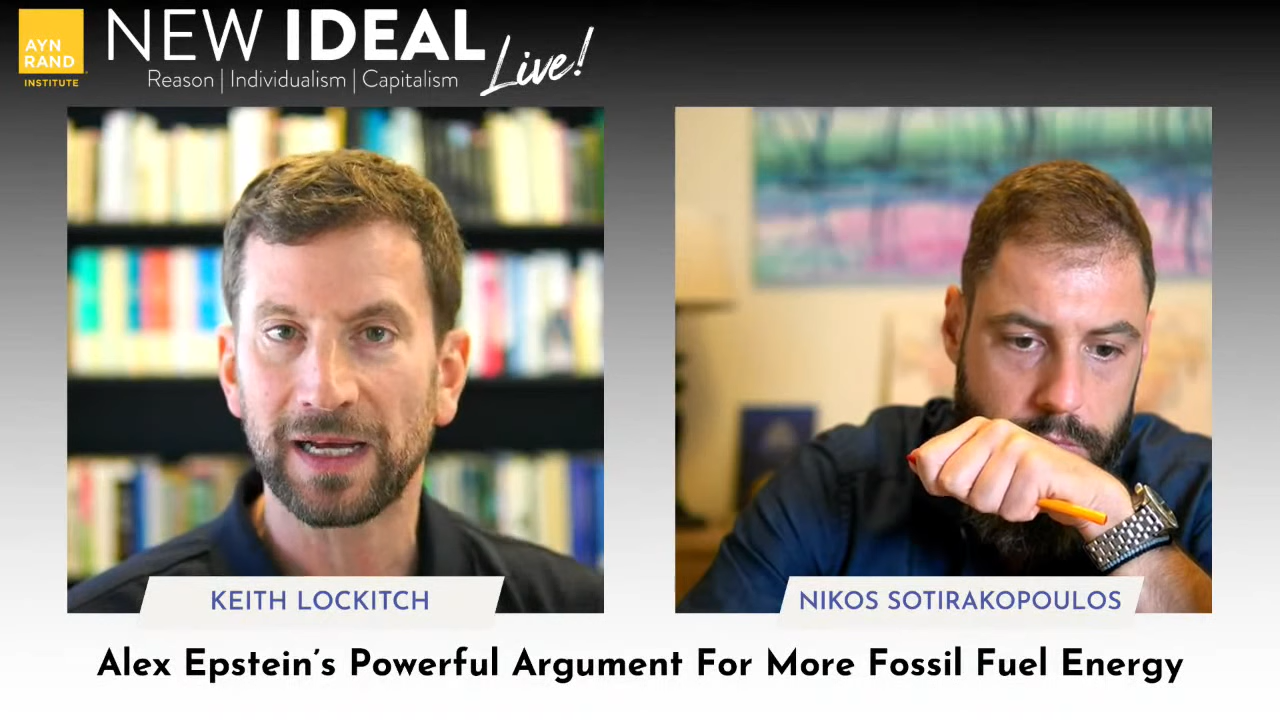 AYN
RAND
INSTITUTE
NEW IDEAL Live!
Reason | Individualism | Capitalism
KEITH LOCKITCH
NIKOS SOTIRAKOPOULOS
Alex Epstein's Powerful Argument For More Fossil Fuel Energy